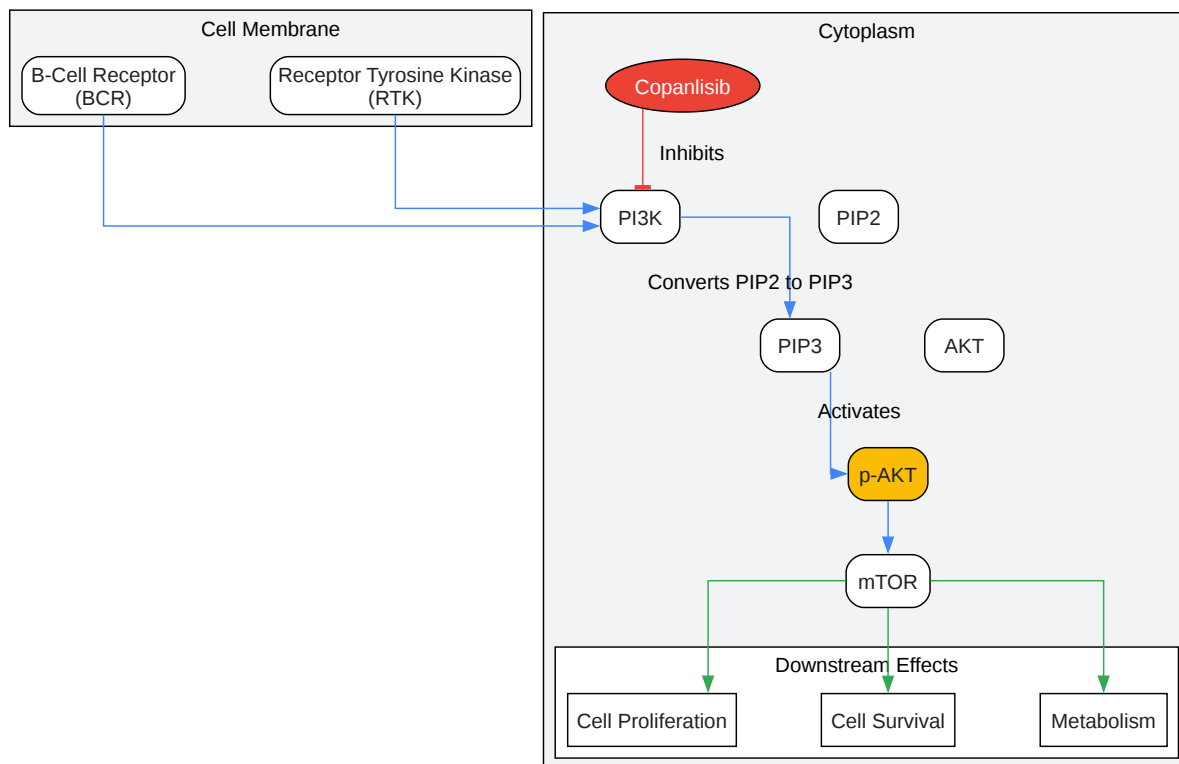 Cell Membrane
B-Cell Receptor
(BCR)
Receptor Tyrosine Kinase
(RTK)
Cytoplasm
Copanlisib
Inhibits
PI3K
PIP2
Converts PIP2 to PIP3
PIP3
AKT
Activates
p-AKT
mTOR
Downstream Effects
Cell Proliferation
Cell Survival
Metabolism